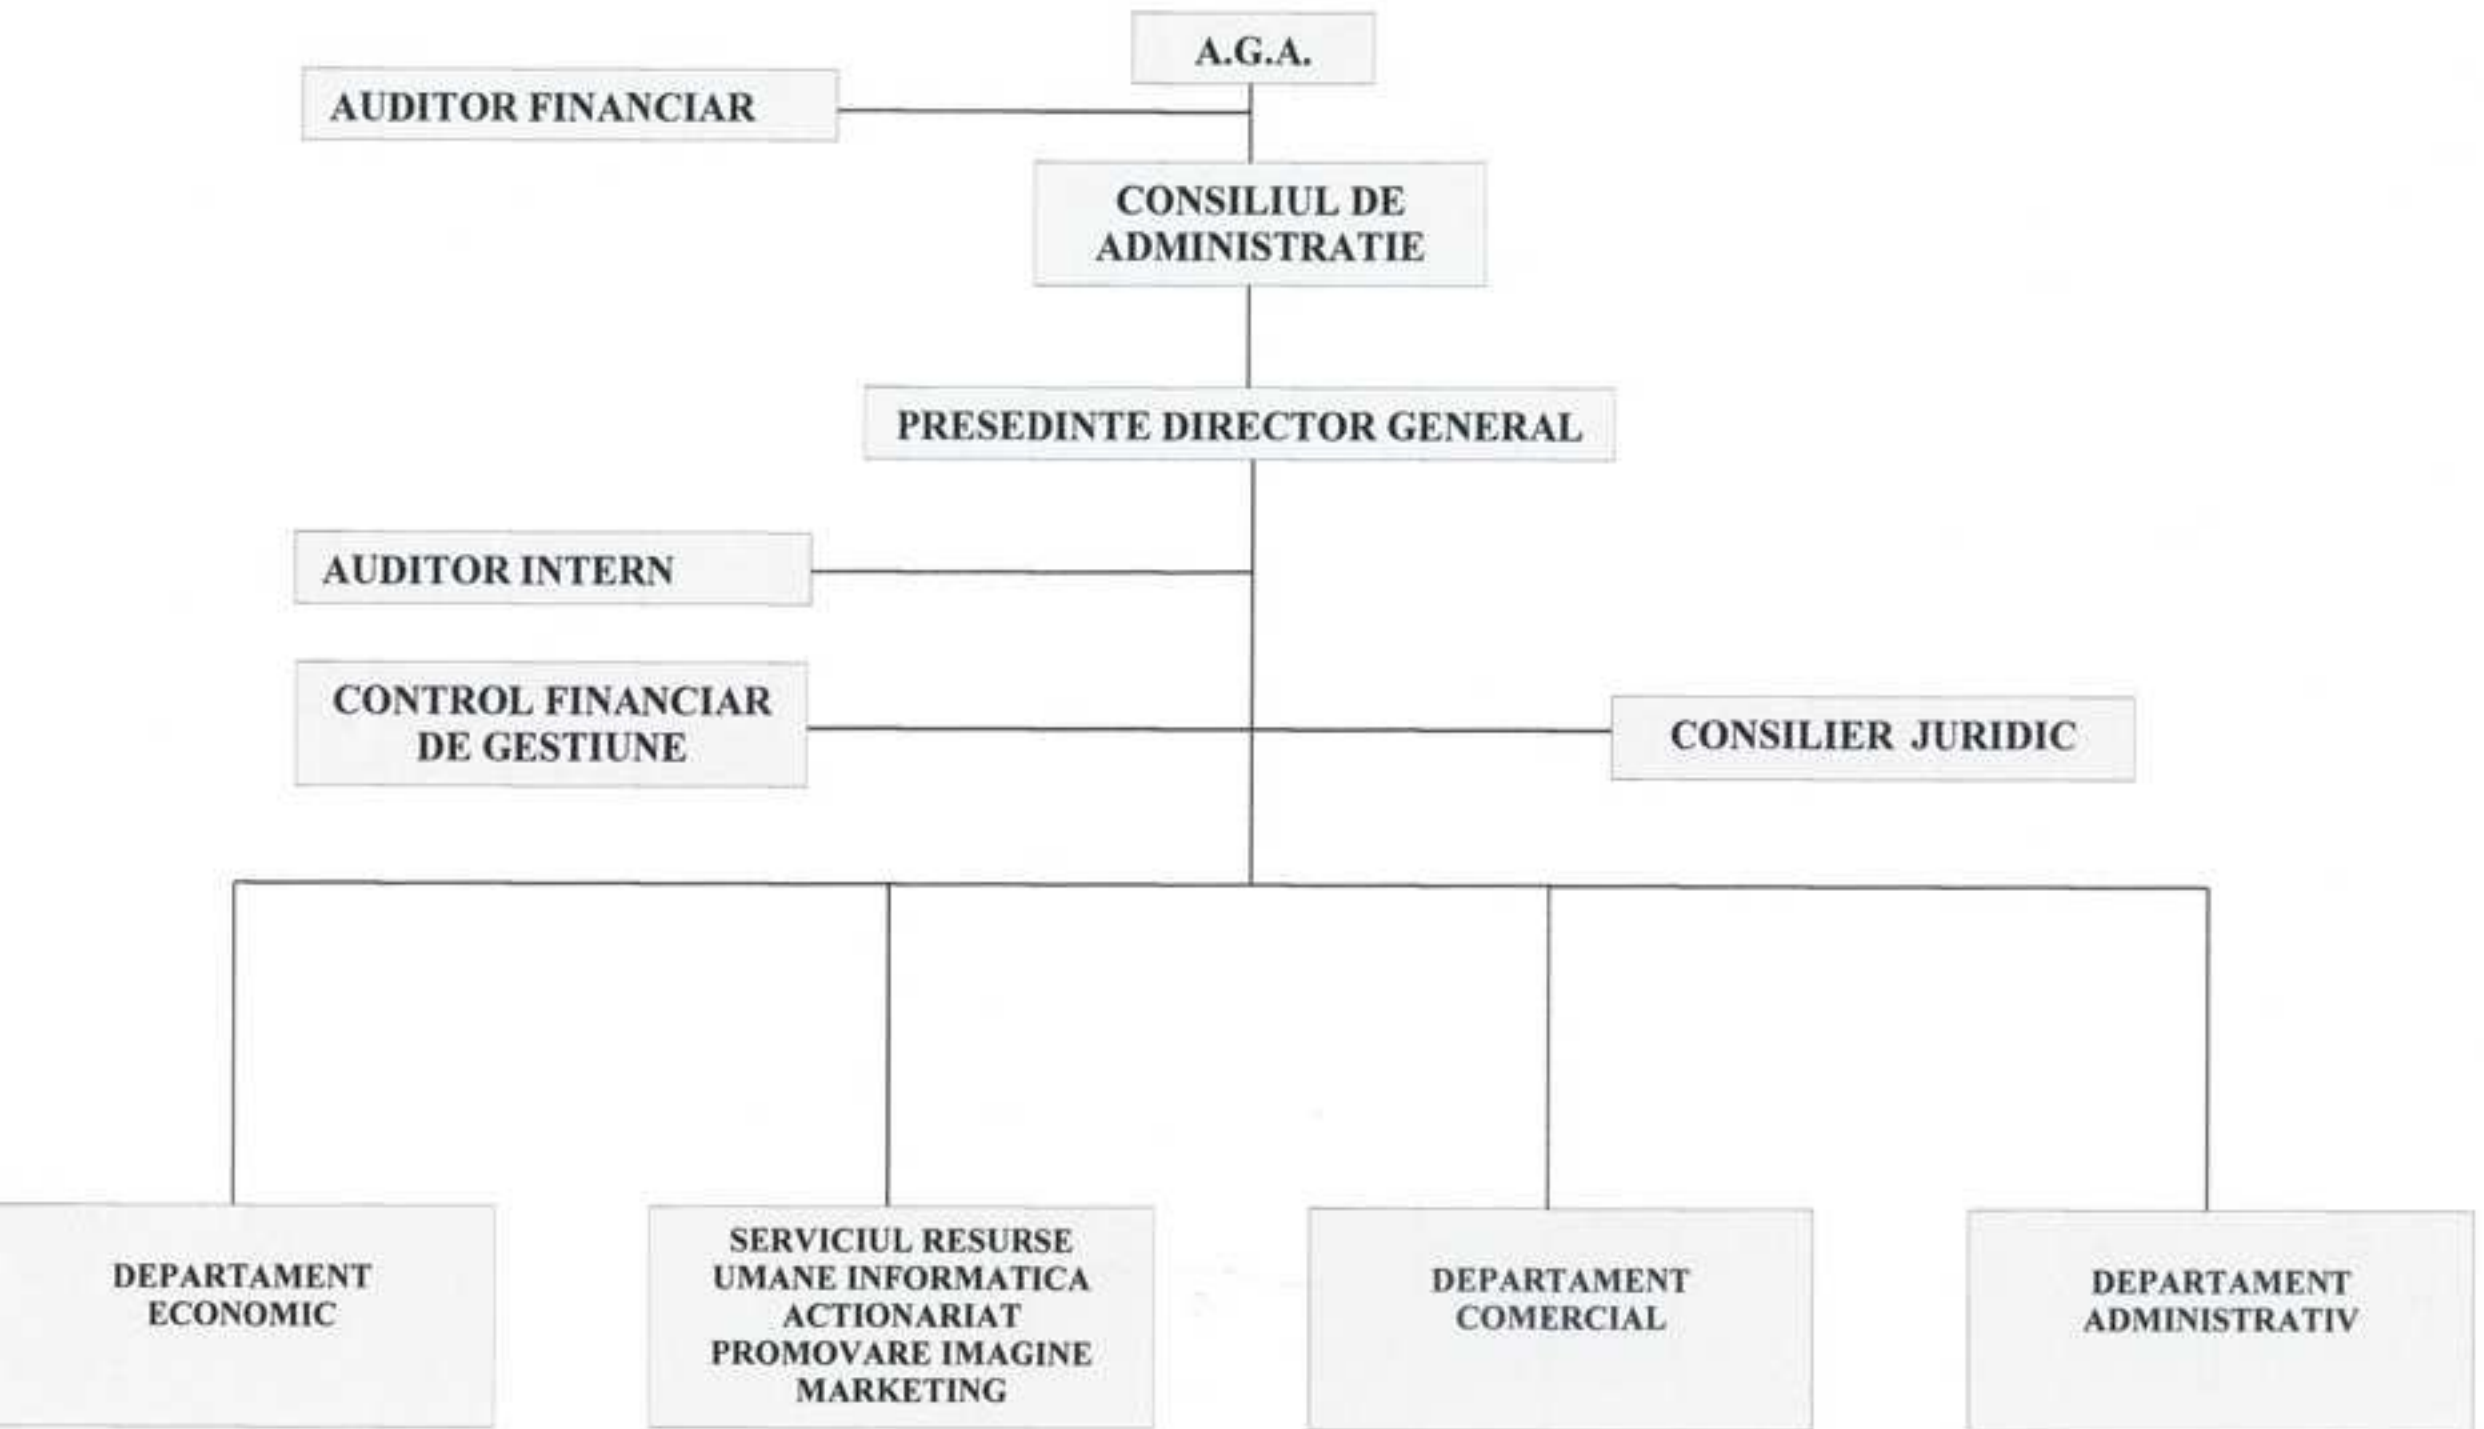 A.G.A.
AUDITOR FINANCIAR
CONSILIUL DE
ADMINISTRATIE
PRESEDINTE DIRECTOR GENERAL
AUDITOR INTERN
CONTROL FINANCIAR
DE GESTIUNE
CONSILIER JURIDIC
DEPARTAMENT
ECONOMIC
SERVICIUL RESURSE
UMANE INFORMATICA
ACTIONARIAT
PROMOVARE IMAGINE
MARKETING
DEPARTAMENT
COMERCIAL
DEPARTAMENT
ADMINISTRATIV